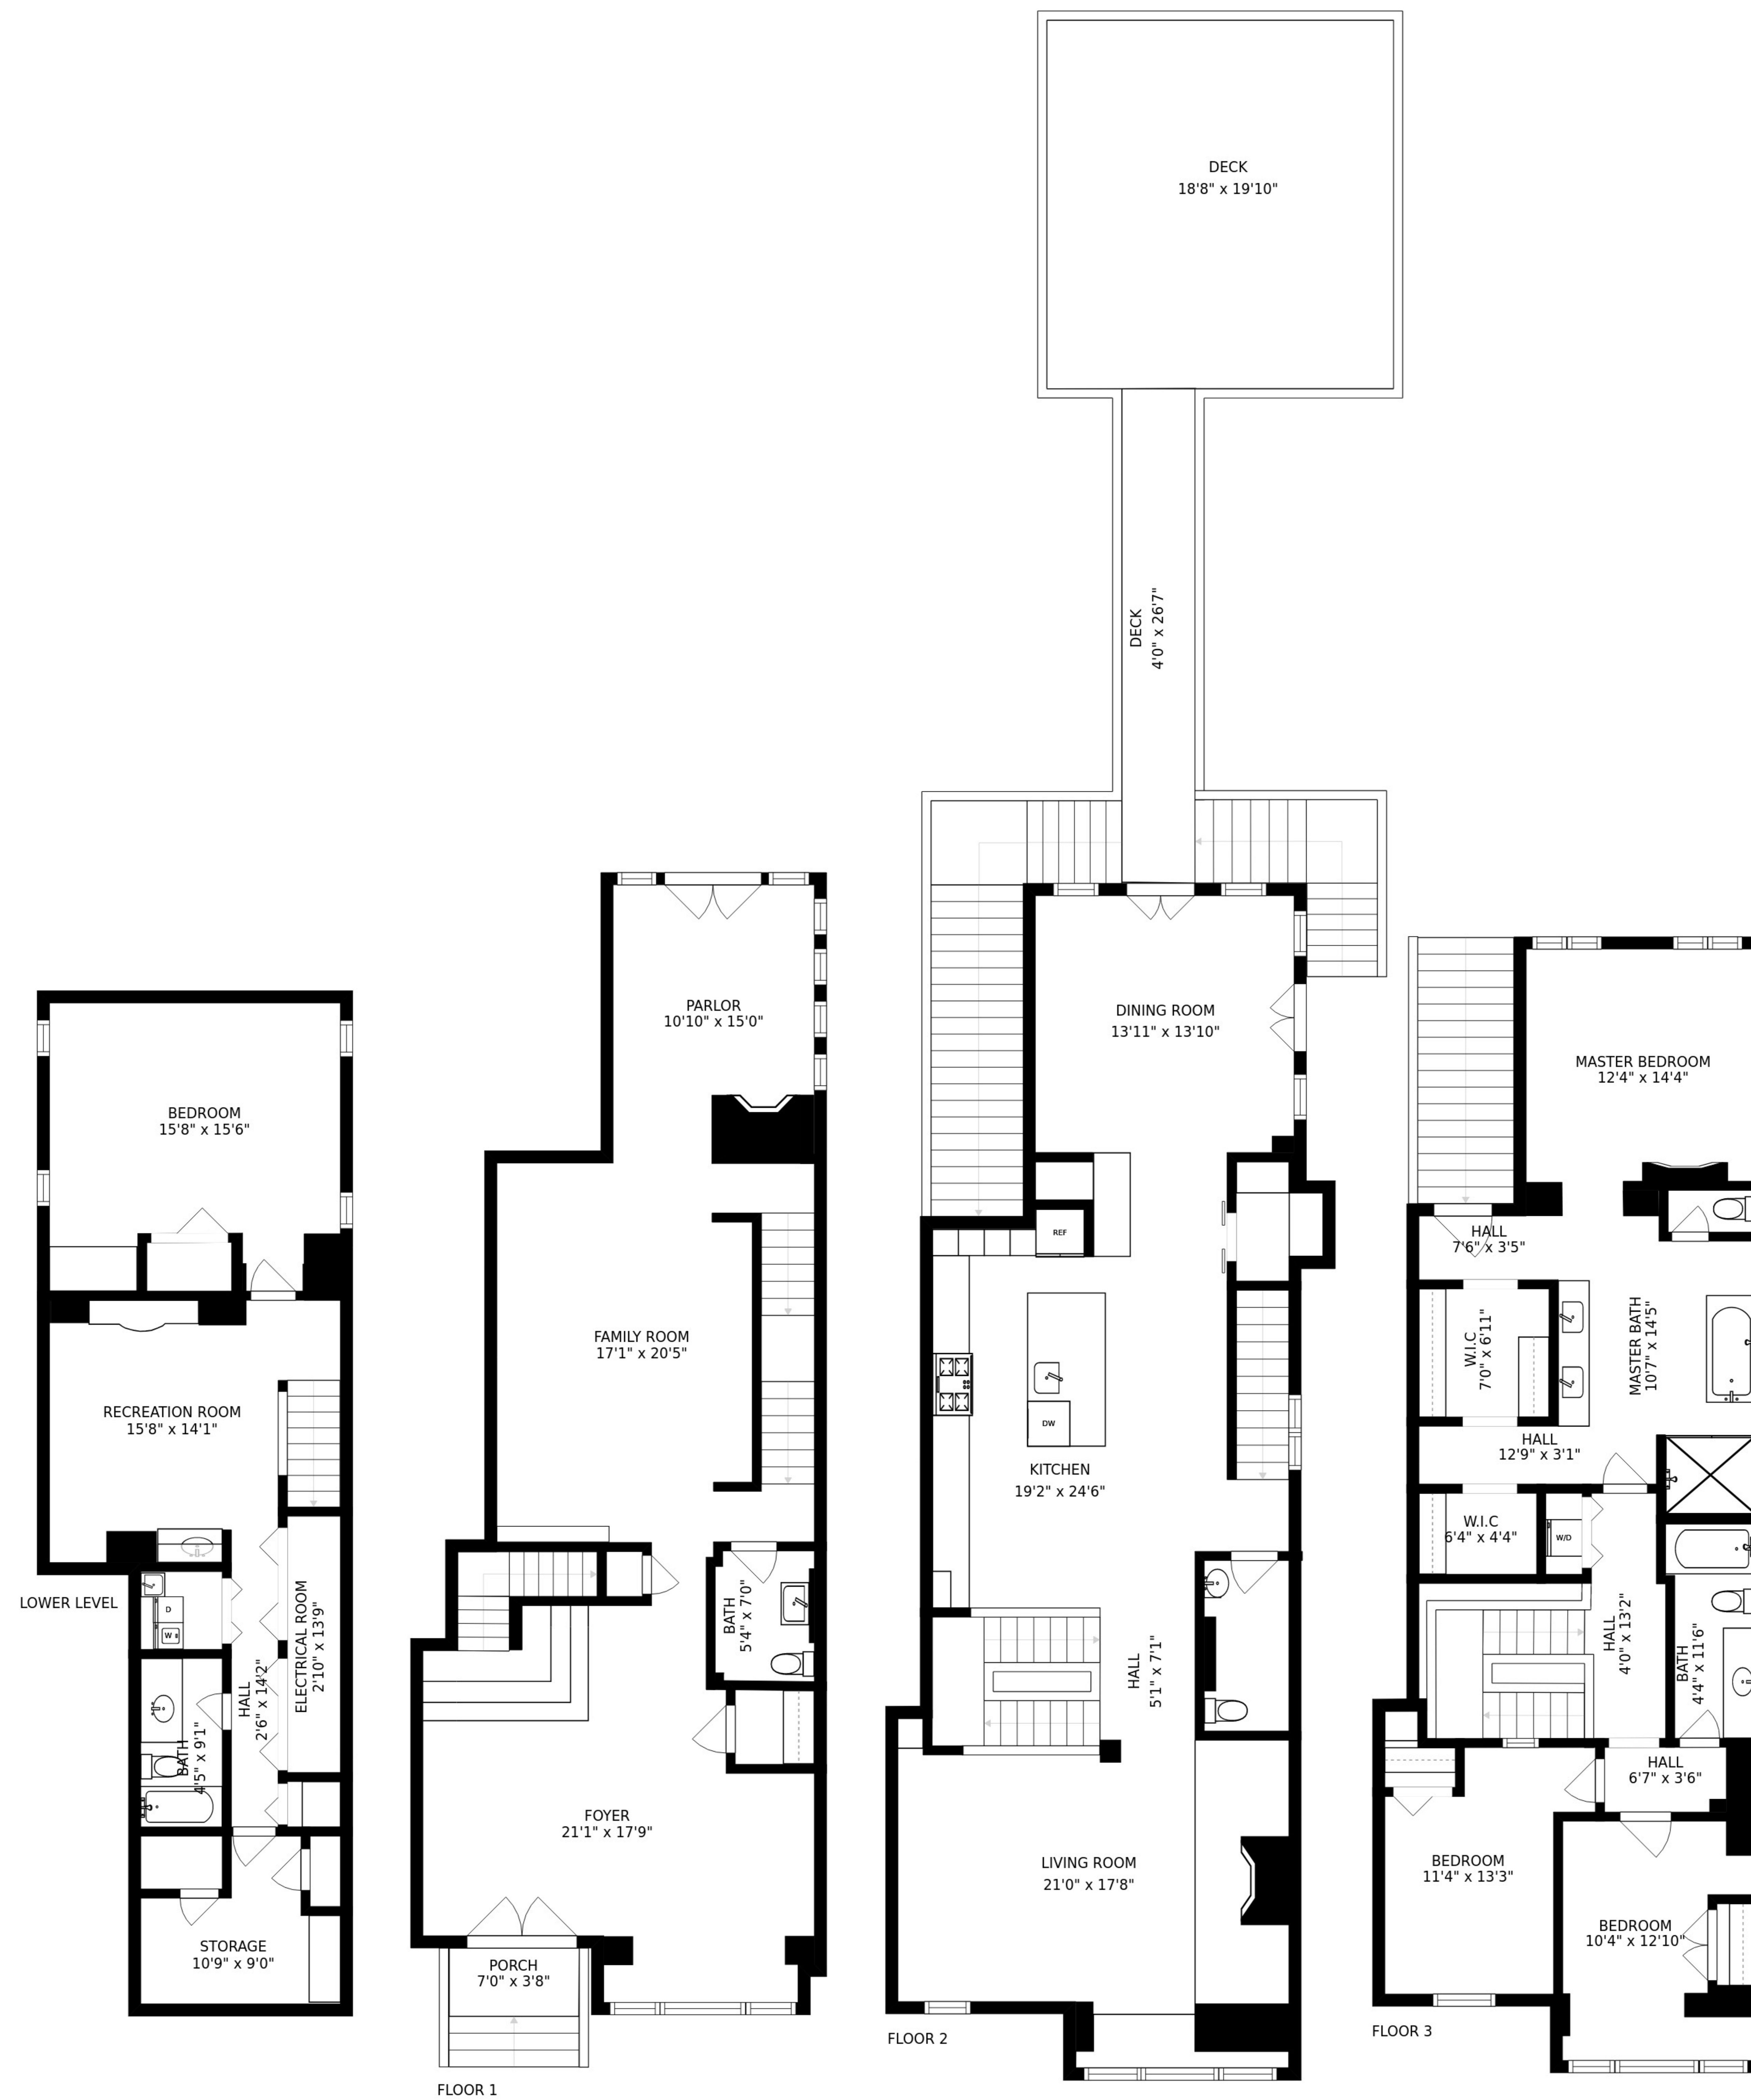 BEDROOM
15'8" x 15'6"
RECREATION ROOM
15'8" x 14'1"
LOWER LEVEL
D
W
ELECTRICAL ROOM
2'10" x 13'9"
HALL
2'6" x 14'2"
BATH
4'5" x 9'1"
STORAGE
10'9" x 9'0"
PARLOR
10'10" x 15'0"
FAMILY ROOM
17'1" x 20'5"
BATH
5'4" x 7'0"
FOYER
21'1" x 17'9"
PORCH
7'0" x 3'8"
FLOOR 1
DECK
18'8" x 19'10"
DECK
4'0" x 26'7"
DINING ROOM
13'11" x 13'10"
REF
DW
KITCHEN
19'2" x 24'6"
HALL
5'1" x 7'1"
LIVING ROOM
21'0" x 17'8"
FLOOR 2
MASTER BEDROOM
12'4" x 14'4"
HALL
7'6" x 3'5"
W.I.C
7'0" x 6'11"
MASTER BATH
10'7" x 14'5"
HALL
12'9" x 3'1"
W.I.C
6'4" x 4'4"
W/D
HALL
4'0" x 13'2"
BATH
4'4" x 11'6"
HALL
6'7" x 3'6"
BEDROOM
11'4" x 13'3"
BEDROOM
10'4" x 12'10"
FLOOR 3